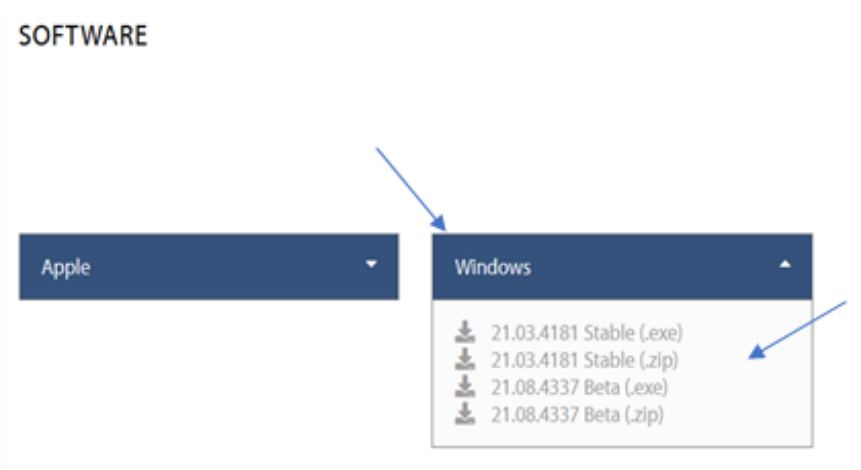 SOFTWARE
Apple
Windows
21.03.4181 Stable (.exe)
21.03.4181 Stable (.zip)
21.08.4337 Beta (.exe)
21.08.4337 Beta (.zip)